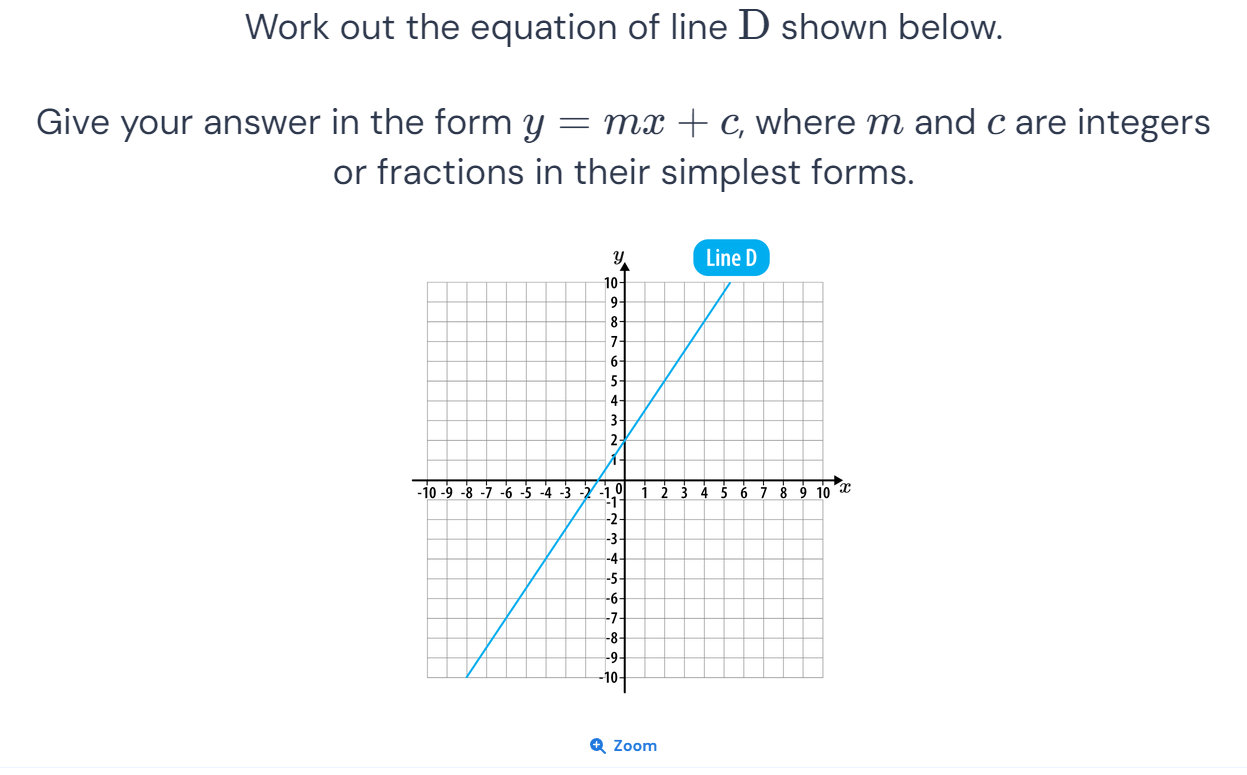 Work out the equation of line D shown below.
Give your answer in the form y = mx + c, where m and c are integers
or fractions in their simplest forms.
y
Line D
10
9
8
7
6
5
4
3
2
1
-10 -9 -8 -7 -6 -5 -4 -3 -2 -1 0 1 2 3 4 5 6 7 8 9 10 x
-1
-2
-3
-4
-5
-6
-7
-8
-9
-10
Zoom